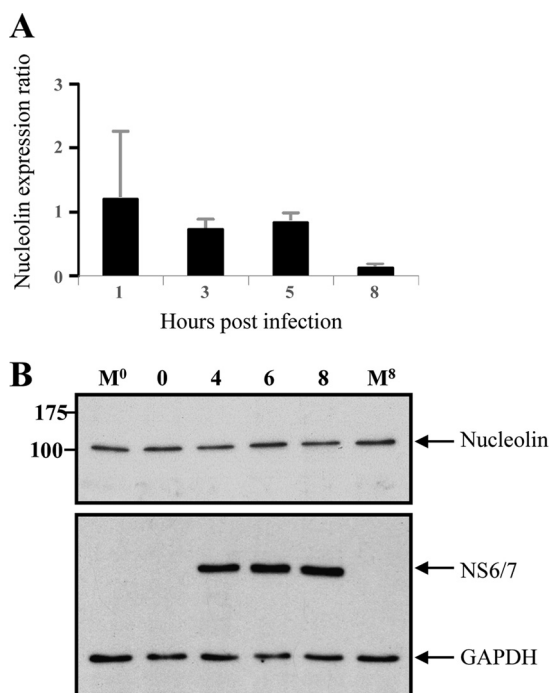 A
Nucleolin expression ratio
3
2
1
0
1 3 5 8
Hours post infection
B
M⁰ 0 4 6 8 M⁸
175
100
Nucleolin
NS6/7
GAPDH